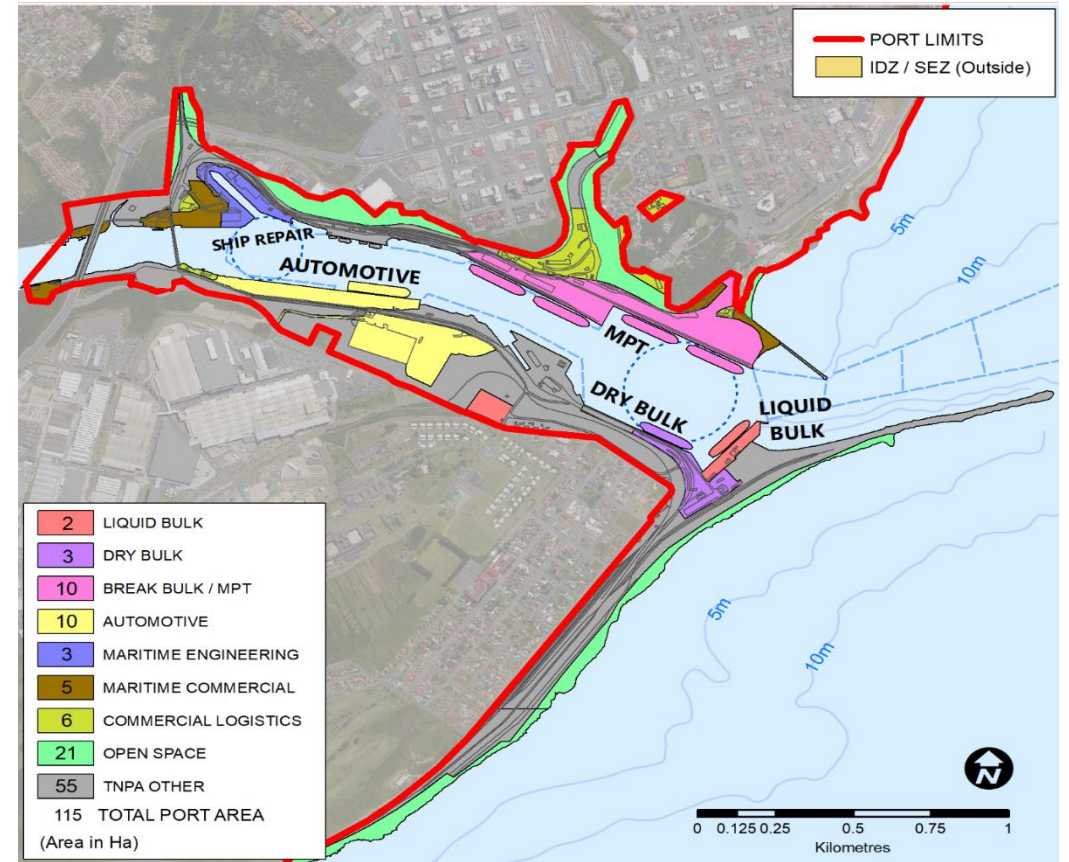 PORT LIMITS
IDZ / SEZ (Outside)
5m
10m
SHIP REPAIR
AUTOMOTIVE
MPT
DRY BULK
LIQUID
BULK
5m
10m
2 LIQUID BULK
3 DRY BULK
10 BREAK BULK / MPT
10 AUTOMOTIVE
3 MARITIME ENGINEERING
5 MARITIME COMMERCIAL
6 COMMERCIAL LOGISTICS
21 OPEN SPACE
55 TNPA OTHER
115 TOTAL PORT AREA
(Area in Ha)
N
0 0.125 0.25 0.5 0.75 1
Kilometres